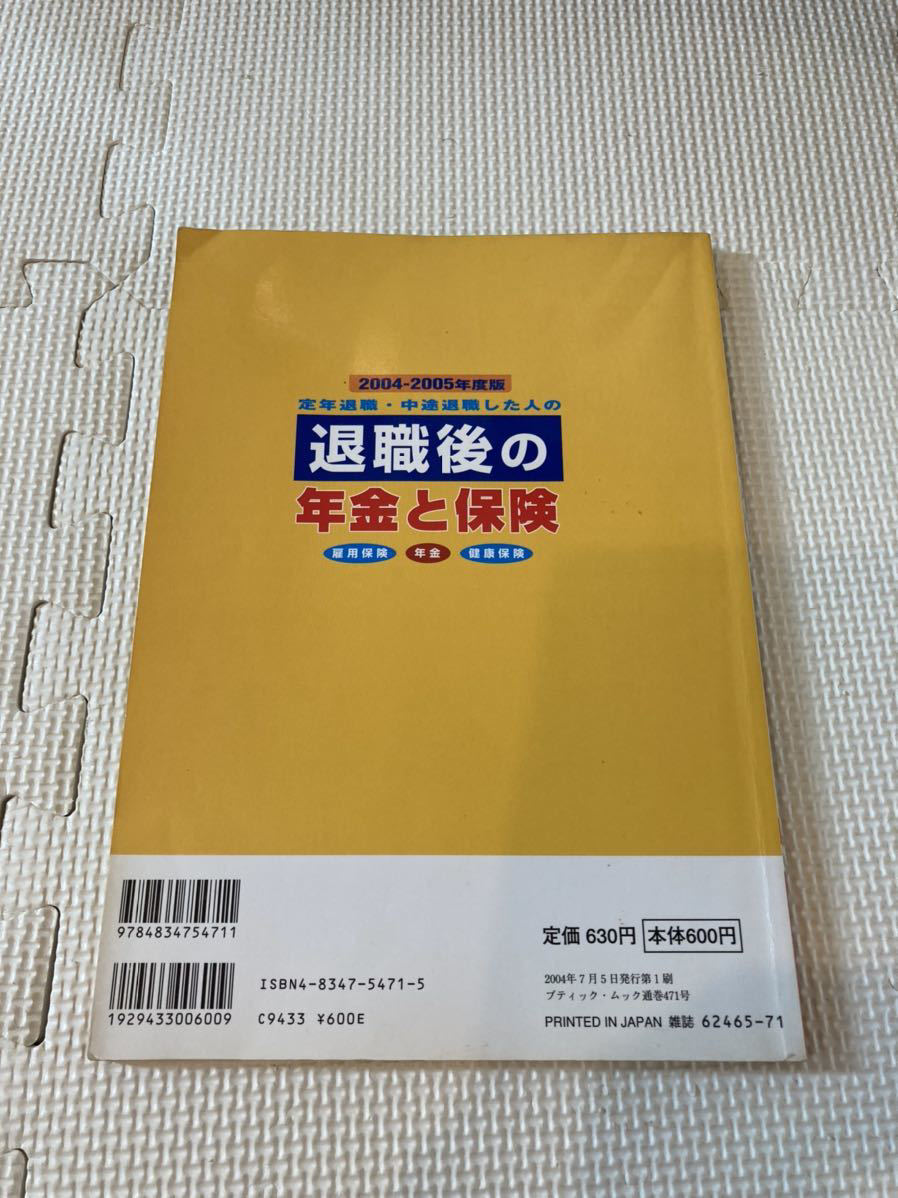 2004-2005年度版
定年退職・中途退職した人の
退職後の
年金と保険
雇用保険 年金 健康保険
9784834754711
1929433006009
ISBN4-8347-5471-5
C9433 ¥600E
定価 630円 本体600円
2004年7月5日発行第1刷
ブティック・ムック通巻471号
PRINTED IN JAPAN 雑誌 62465-71